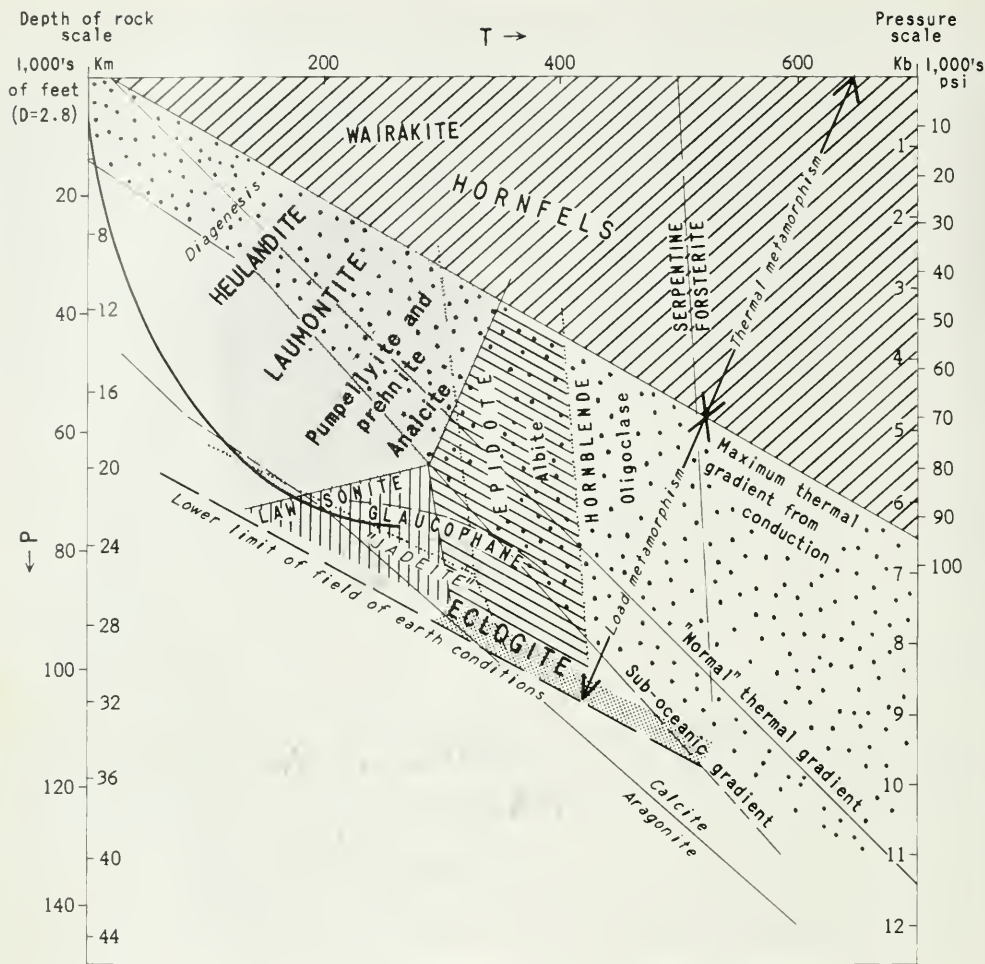 Depth of rock
scale
T →
Pressure
scale
1,000's
of feet
(D=2.8)
Km
200
400
600
Kb
1,000's
psi
WAIRAKITE
HORNFELS
Thermal metamorphism
SERPENTINE
FORSTERITE
Diagenesis
HEULANDITE
LAUMONTITE
Pumpellyite and
prehnite
Analcite
EPIDOTE
Albite
HORNBLENDE
Oligoclase
Load metamorphism
Maximum thermal
gradient from
conduction
LAWSONITE
GLAUCOPHANE
"JADEITE"
ECLOGITE
Lower limit of field of earth conditions
"Normal" thermal gradient
Sub-oceanic gradient
Calcite
Aragonite
←P
20
40
60
80
100
120
140
8
12
16
20
24
28
32
36
40
44
1
2
3
4
5
6
7
8
9
10
11
12
10
20
30
40
50
60
70
80
90
100